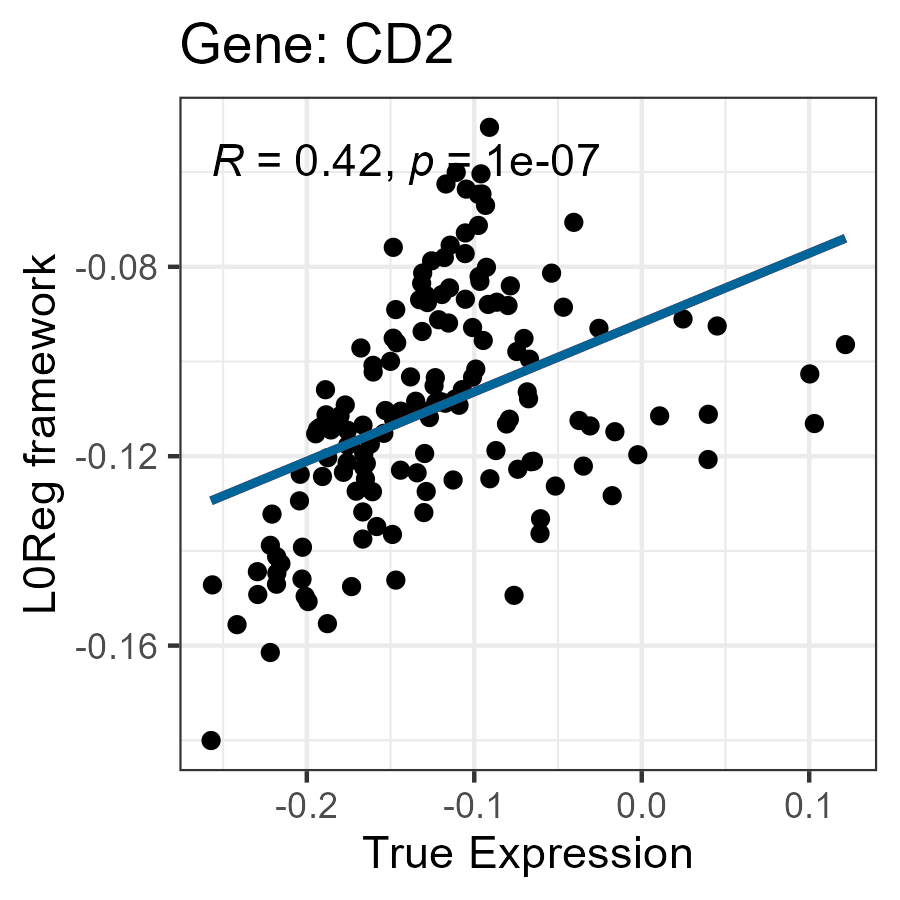 Gene: CD2
R = 0.42, p = 1e-07
L0Reg framework
-0.08
-0.12
-0.16
-0.2
-0.1
0.0
0.1
True Expression